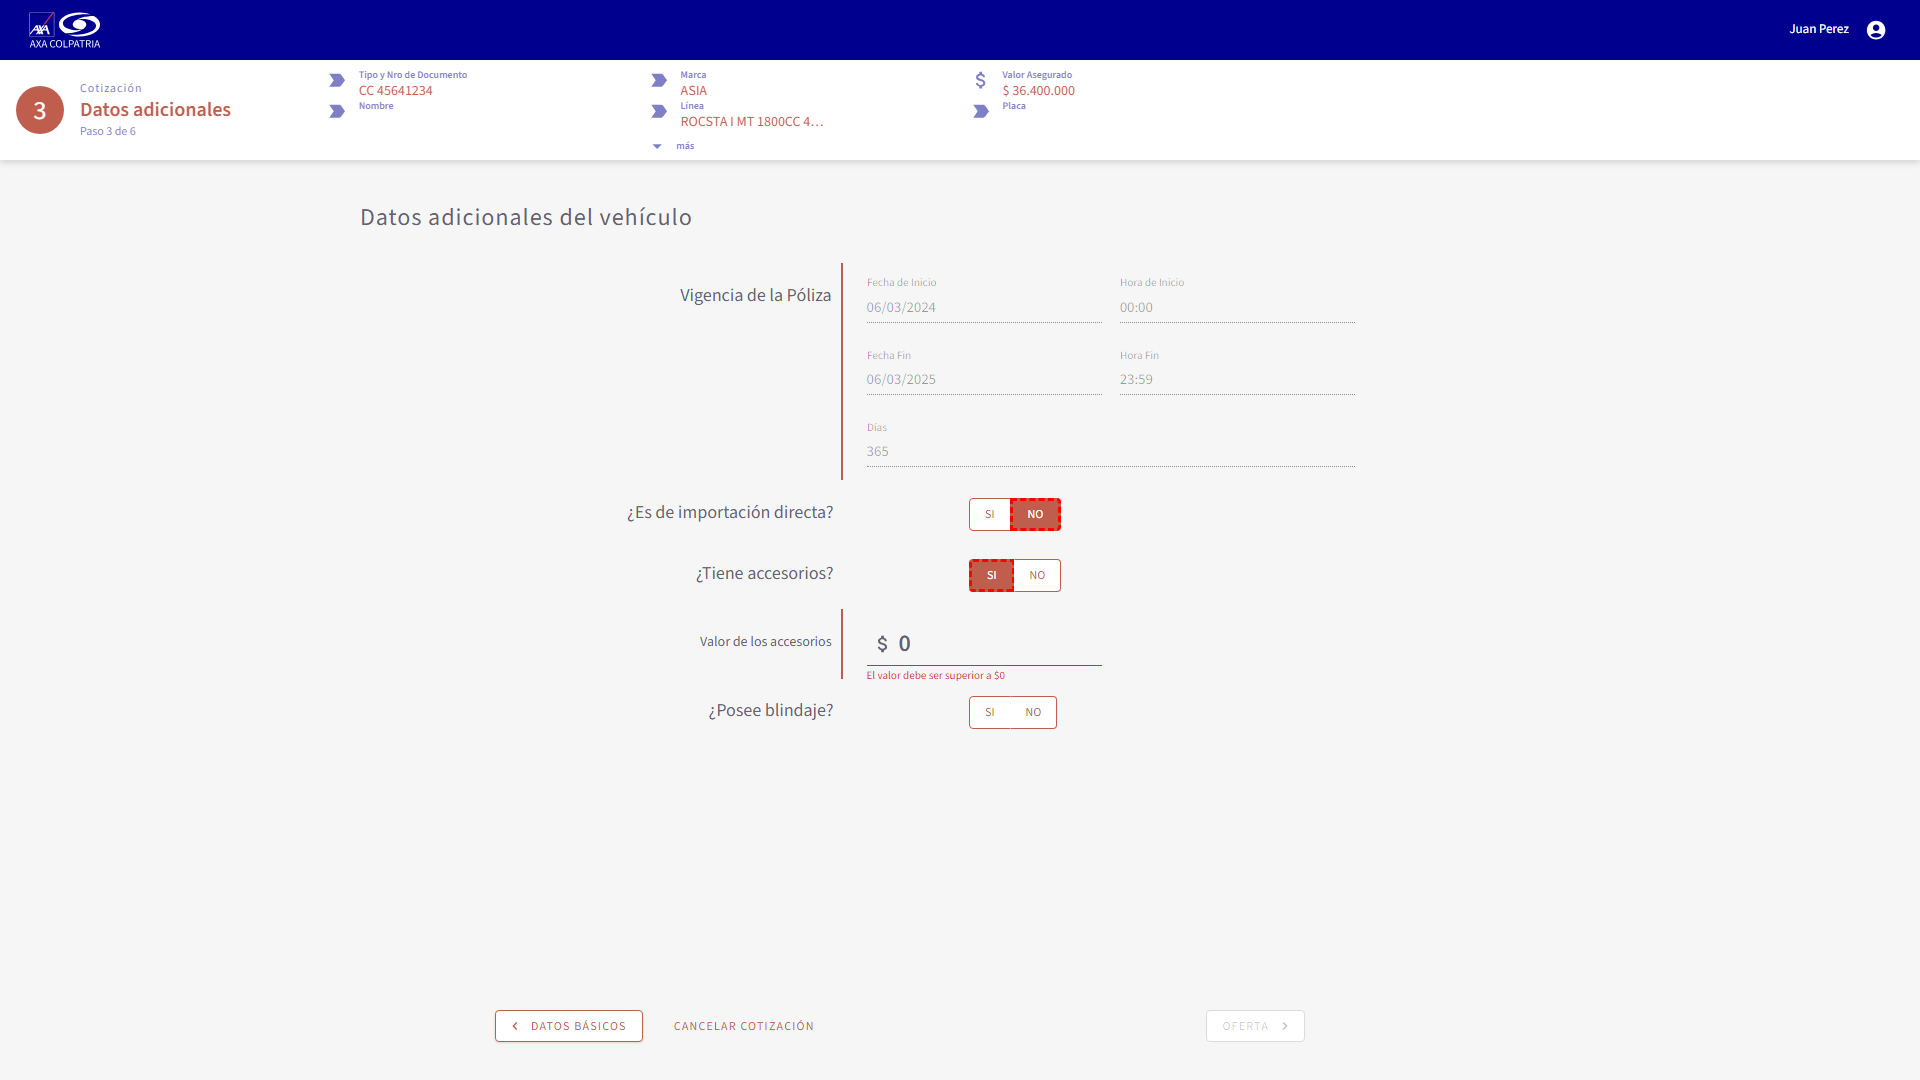 AXA
AXA COLPATRIA
Juan Perez
3
Cotización
Datos adicionales
Paso 3 de 6
Tipo y Nro de Documento
CC 45641234
Nombre
Marca
ASIA
Línea
ROCSTA I MT 1800CC 4...
más
$
Valor Asegurado
$ 36.400.000
Placa
Datos adicionales del vehículo
Vigencia de la Póliza
Fecha de Inicio
06/03/2024
Hora de Inicio
00:00
Fecha Fin
06/03/2025
Hora Fin
23:59
Días
365
¿Es de importación directa?
SI NO
¿Tiene accesorios?
SI NO
Valor de los accesorios
$ 0
El valor debe ser superior a $0
¿Posee blindaje?
SI NO
DATOS BÁSICOS
CANCELAR COTIZACIÓN
OFERTA